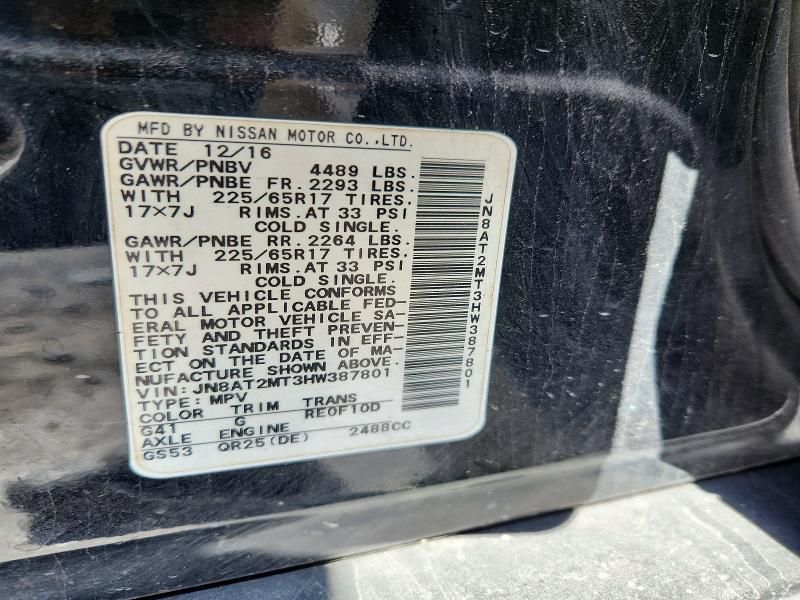 MFD BY NISSAN MOTOR CO.,LTD.
DATE 12/16
GVWR/PNBV 4489 LBS.
GAWR/PNBE FR. 2293 LBS.
WITH 225/65R17 TIRES.
17×7J RIMS. AT 33 PSI
COLD SINGLE.
GAWR/PNBE RR. 2264 LBS.
WITH 225/65R17 TIRES.
17×7J RIMS. AT 33 PSI
COLD SINGLE.
THIS VEHICLE CONFORMS
TO ALL APPLICABLE FED-
ERAL MOTOR VEHICLE SA-
FETY AND THEFT PREVEN-
TION STANDARDS IN EFF-
ECT ON THE DATE OF MA-
NUFACTURE SHOWN ABOVE.
VIN: JN8AT2MT3HW387801
TYPE: MPV
COLOR TRIM TRANS
G41 G RE0F10D
AXLE ENGINE
GS53 QR25(DE) 2488CC
JN8AT2MT3HW387801